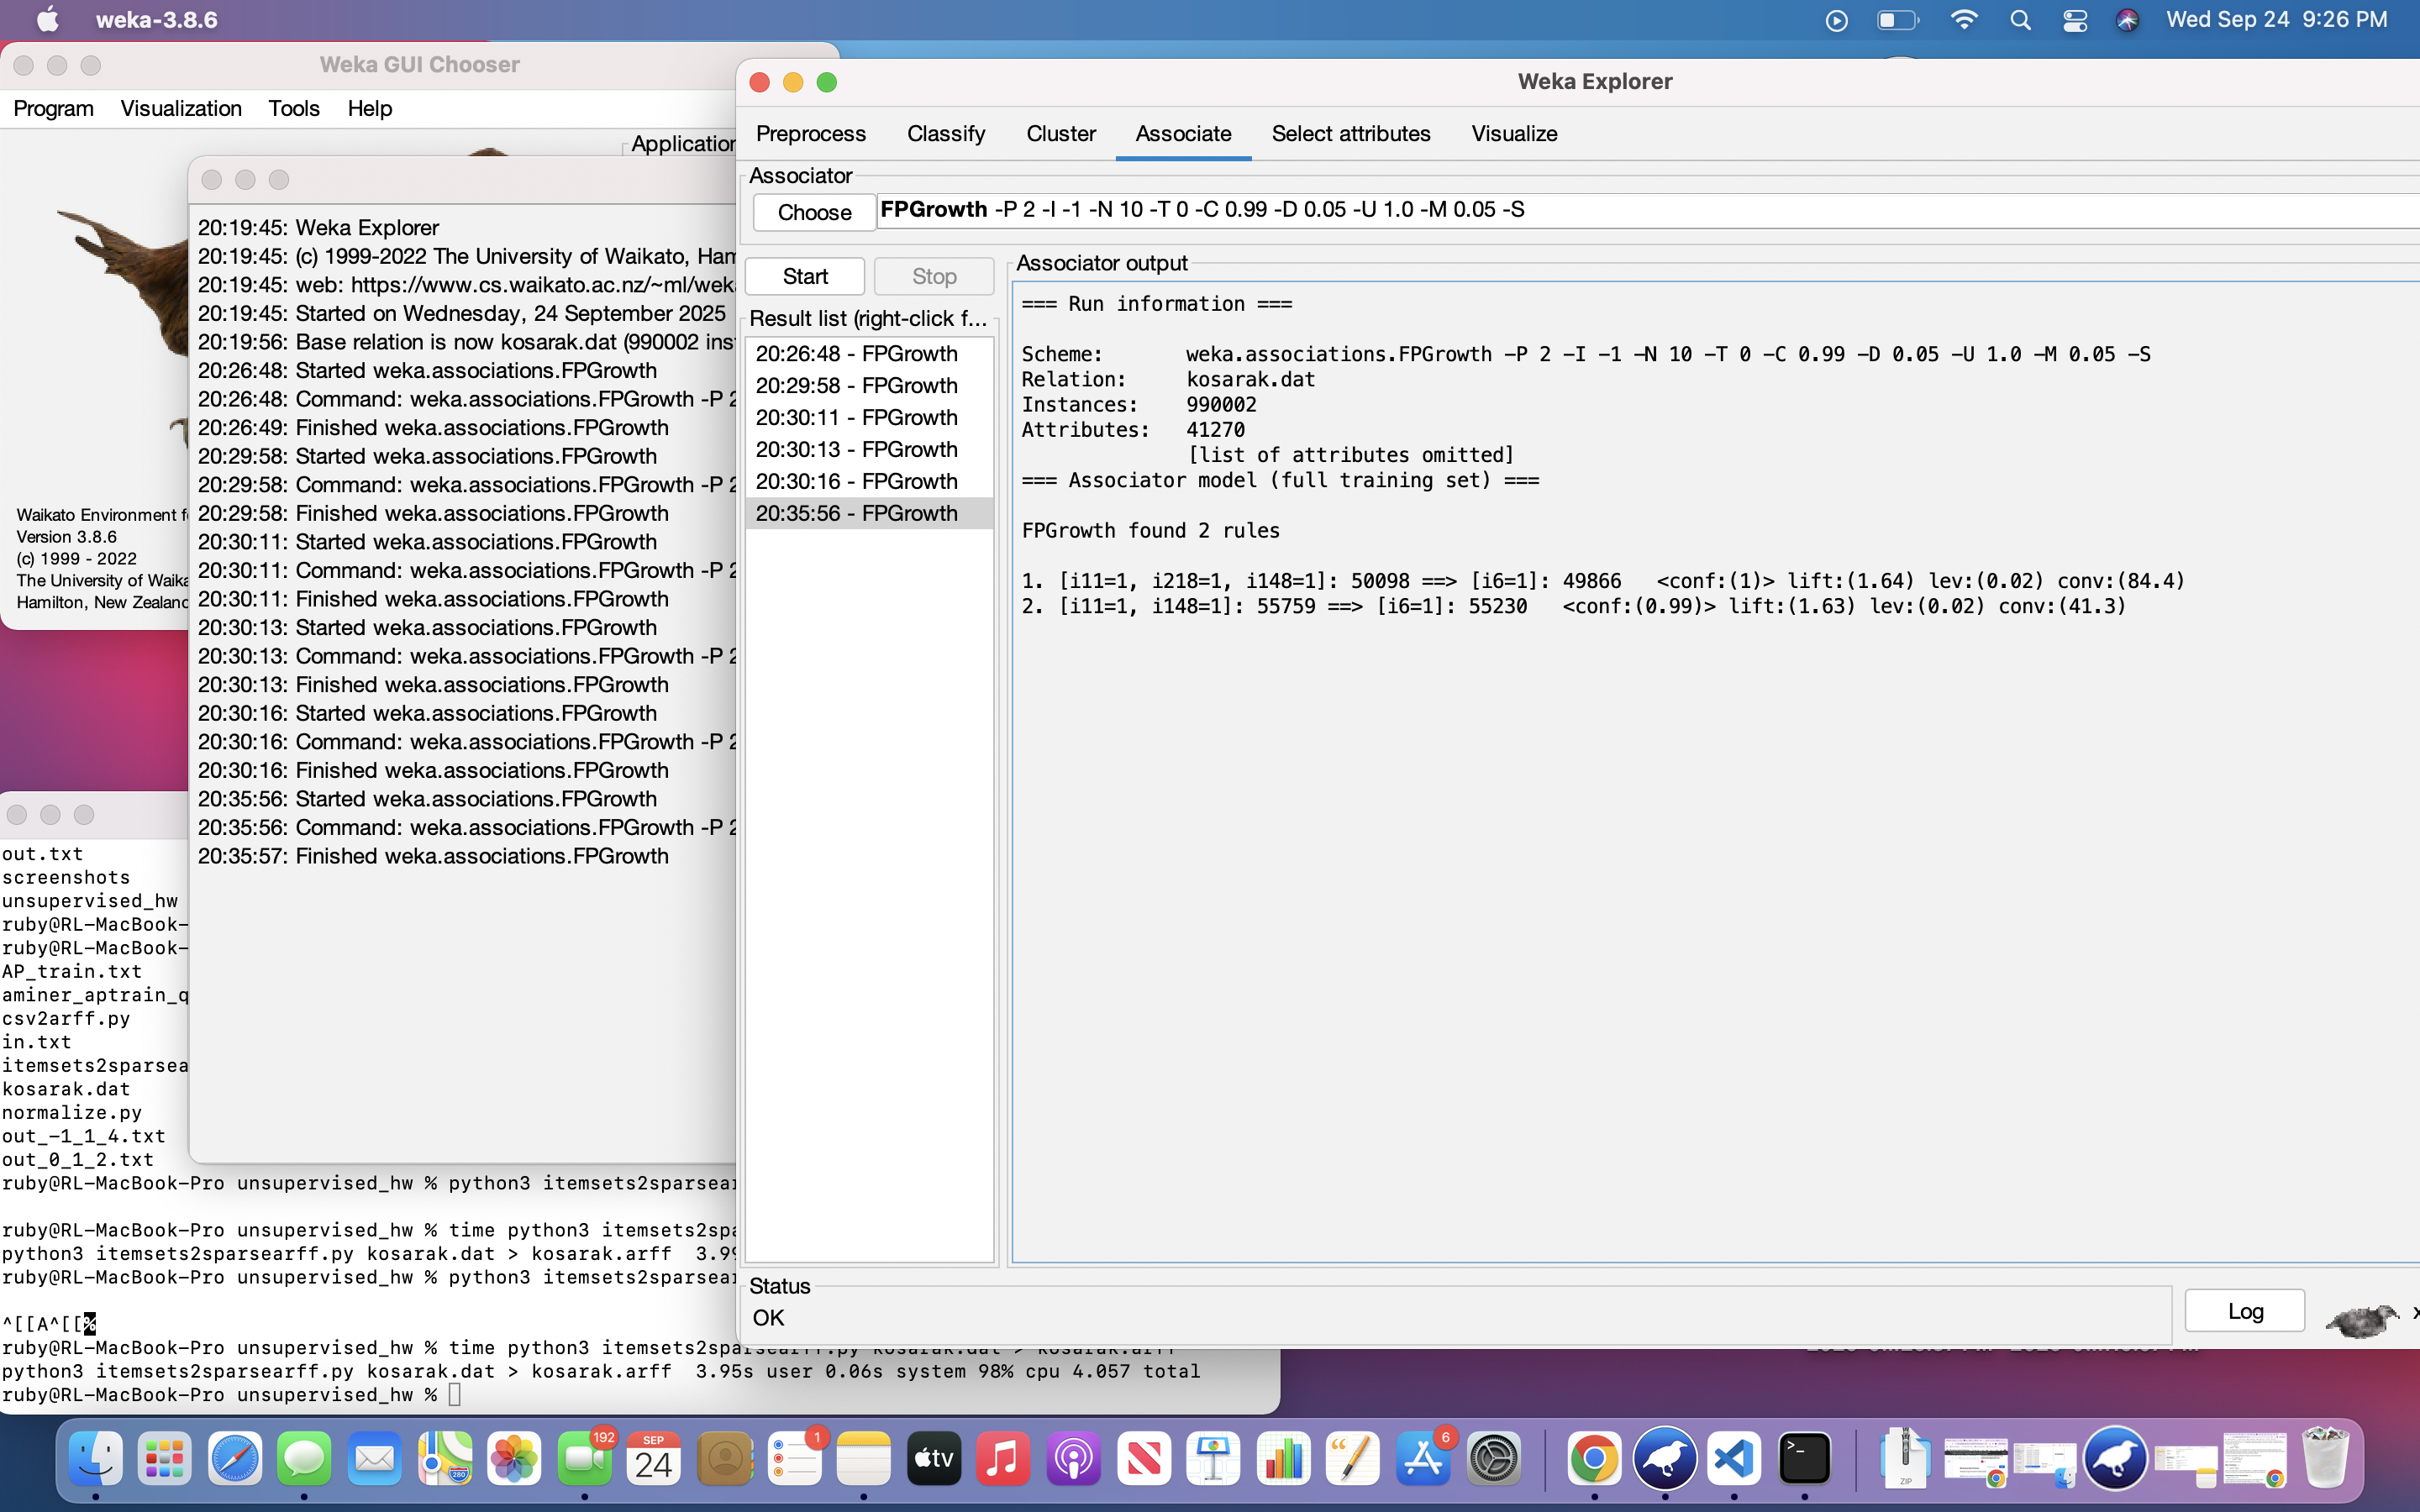 weka-3.8.6
Wed Sep 24 9:26 PM
Weka GUI Chooser
Program Visualization Tools Help
Waikato Environment
Version 3.8.6
(c) 1999 - 2022
The University of
Hamilton, New
20:19:45: Weka Explorer
20:19:45: (c) 1999-2022 The University of Waikato,
20:19:45: web: https://www.cs.waikato.ac.nz/~ml/
20:19:45: Started on Wednesday, 24 September 2025
20:19:56: Base relation is now kosarak.dat (990002
20:26:48: Started weka.associations.FPGrowth
20:26:48: Command: weka.associations.FPGrowth -P 2
20:26:49: Finished weka.associations.FPGrowth
20:29:58: Started weka.associations.FPGrowth
20:29:58: Command: weka.associations.FPGrowth -P 2
20:29:58: Finished weka.associations.FPGrowth
20:30:11: Started weka.associations.FPGrowth
20:30:11: Command: weka.associations.FPGrowth -P 2
20:30:11: Finished weka.associations.FPGrowth
20:30:13: Started weka.associations.FPGrowth
20:30:13: Command: weka.associations.FPGrowth -P 2
20:30:13: Finished weka.associations.FPGrowth
20:30:16: Started weka.associations.FPGrowth
20:30:16: Command: weka.associations.FPGrowth -P 2
20:30:16: Finished weka.associations.FPGrowth
20:35:56: Started weka.associations.FPGrowth
20:35:56: Command: weka.associations.FPGrowth -P 2
20:35:57: Finished weka.associations.FPGrowth
Weka Explorer
Preprocess Classify Cluster Associate Select attributes Visualize
Associator
Choose FPGrowth -P 2 -I -1 -N 10 -T 0 -C 0.99 -D 0.05 -U 1.0 -M 0.05 -S
Start Stop
Result list (right-click f...
20:26:48 - FPGrowth
20:29:58 - FPGrowth
20:30:11 - FPGrowth
20:30:13 - FPGrowth
20:30:16 - FPGrowth
20:35:56 - FPGrowth
Associator output
=== Run information ===
Scheme: weka.associations.FPGrowth -P 2 -I -1 -N 10 -T 0 -C 0.99 -D 0.05 -U 1.0 -M 0.05 -S
Relation: kosarak.dat
Instances: 990002
Attributes: 41270
[list of attributes omitted]
=== Associator model (full training set) ===
FPGrowth found 2 rules
1. [i11=1, i218=1, i148=1]: 50098 ==> [i6=1]: 49866 <conf:(1)> lift:(1.64) lev:(0.02) conv:(84.4)
2. [i11=1, i148=1]: 55759 ==> [i6=1]: 55230 <conf:(0.99)> lift:(1.63) lev:(0.02) conv:(41.3)
Status
OK
Log
x
out.txt
screenshots
unsupervised_hw
ruby@RL-MacBook-
ruby@RL-MacBook-
AP_train.txt
aminer_aptrain_q
csv2arff.py
in.txt
itemsets2sparsea
kosarak.dat
normalize.py
out_-1_1_4.txt
out_0_1_2.txt
ruby@RL-MacBook-Pro unsupervised_hw % python3 itemsets2sparsear
ruby@RL-MacBook-Pro unsupervised_hw % time python3 itemsets2spa
python3 itemsets2sparsearff.py kosarak.dat > kosarak.arff 3.99
ruby@RL-MacBook-Pro unsupervised_hw % python3 itemsets2sparsear
^[[A^[[%
ruby@RL-MacBook-Pro unsupervised_hw % time python3 itemsets2sparsearff.py kosarak.dat > kosarak.arff
python3 itemsets2sparsearff.py kosarak.dat > kosarak.arff 3.95s user 0.06s system 98% cpu 4.057 total
ruby@RL-MacBook-Pro unsupervised_hw %
280
192
SEP
24
1
tv
6
>_
ZIP